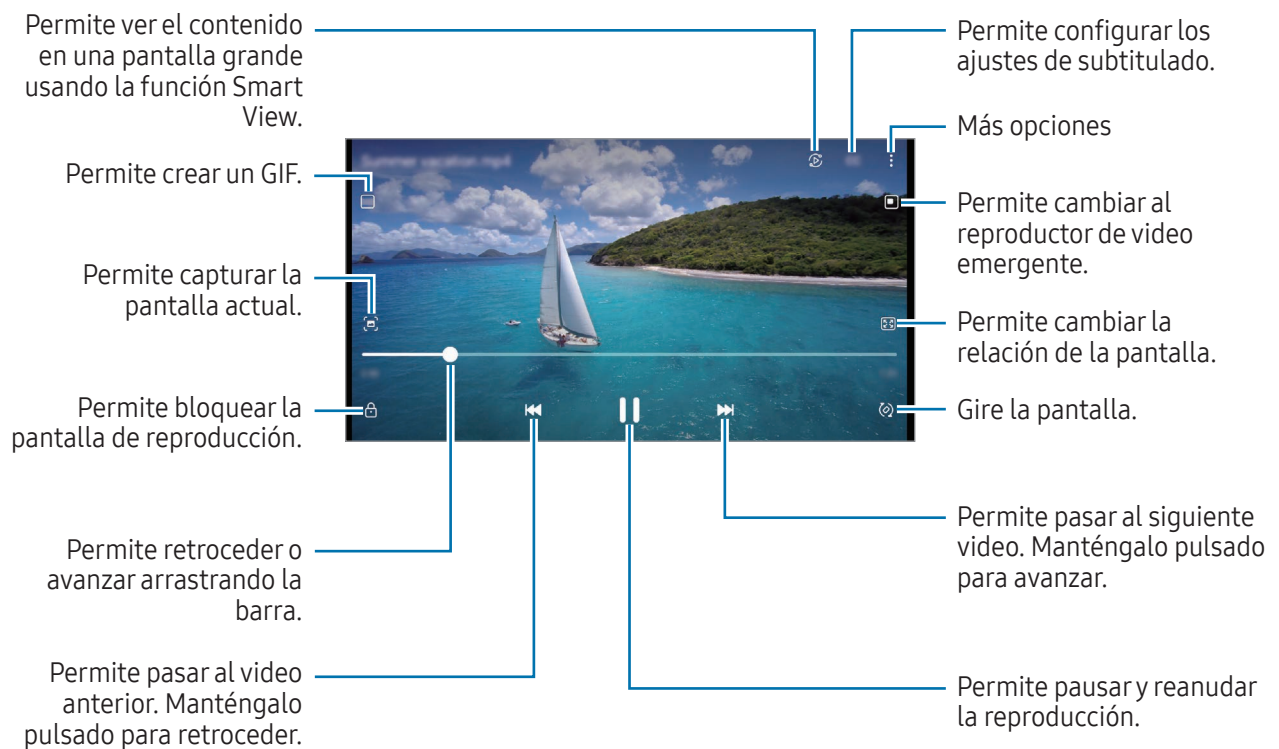 Permite ver el contenido
en una pantalla grande
usando la función Smart
View.
Permite crear un GIF.
Permite capturar la
pantalla actual.
Permite bloquear la
pantalla de reproducción.
Permite retroceder o
avanzar arrastrando la
barra.
Permite pasar al video
anterior. Manténgalo
pulsado para retroceder.
Permite configurar los
ajustes de subtitulado.
Más opciones
Permite cambiar al
reproductor de video
emergente.
Permite cambiar la
relación de la pantalla.
Gire la pantalla.
Permite pasar al siguiente
video. Manténgalo pulsado
para avanzar.
Permite pausar y reanudar
la reproducción.